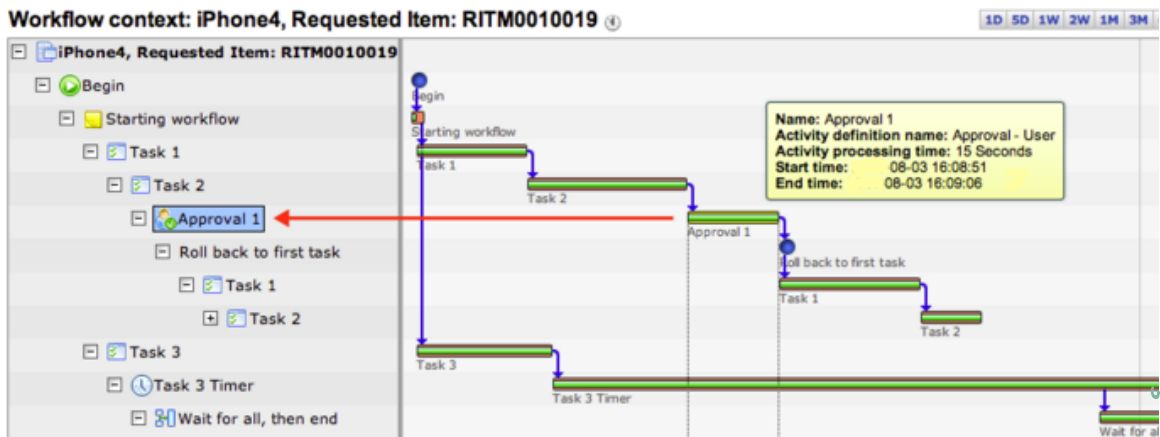 Workflow context: iPhone4, Requested Item: RITM0010019
1D 5D 1W 2W 1M 3M
iPhone4, Requested Item: RITM0010019
Begin
Starting workflow
Task 1
Task 2
Approval 1
Roll back to first task
Task 1
Task 2
Task 3
Task 3 Timer
Wait for all, then end
Begin
Starting workflow
Task 1
Task 2
Approval 1
Roll back to first task
Task 1
Task 2
Task 3
Task 3 Timer
Wait for al
Name: Approval 1
Activity definition name: Approval - User
Activity processing time: 15 Seconds
Start time: 08-03 16:08:51
End time: 08-03 16:09:06